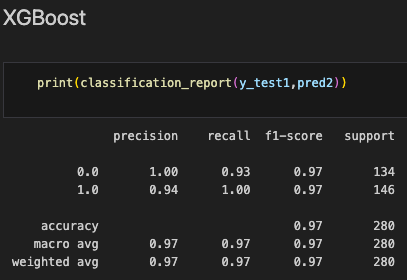 XGBoost
print(classification_report(y_test1,pred2))
precision recall f1-score support
0.0 1.00 0.93 0.97 134
1.0 0.94 1.00 0.97 146
accuracy 0.97 280
macro avg 0.97 0.97 0.97 280
weighted avg 0.97 0.97 0.97 280